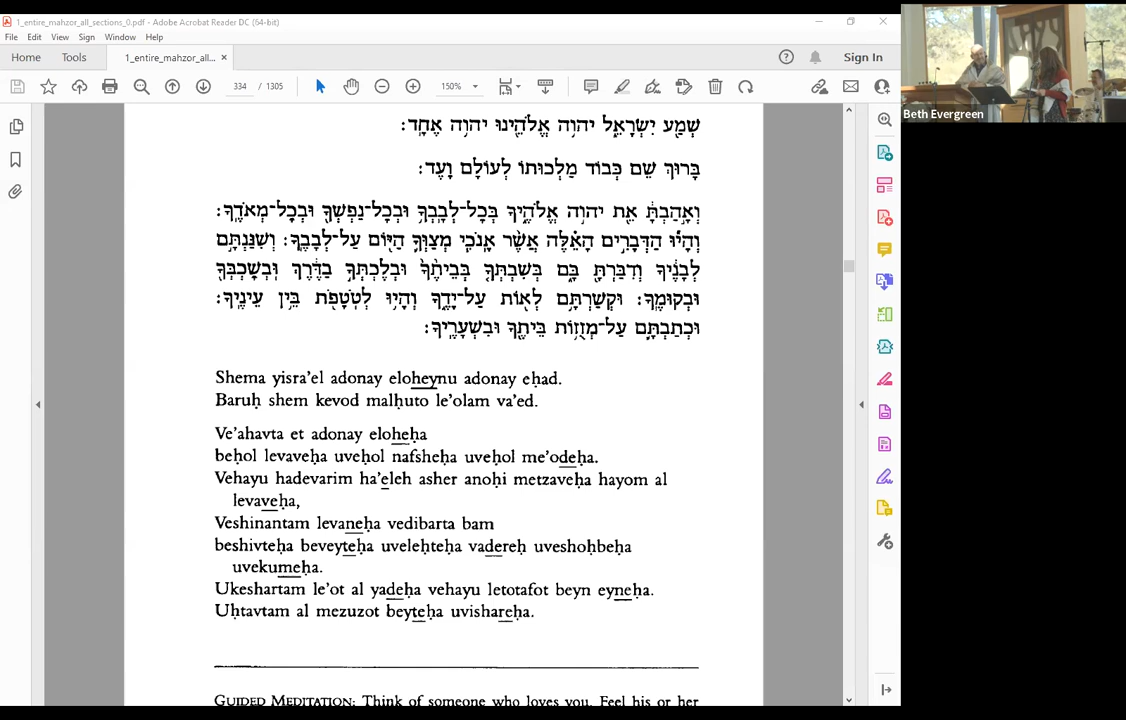 1_entire_mahzor_all_sections_0.pdf - Adobe Acrobat Reader DC (64-bit)
File Edit View Sign Window Help
Home Tools 1_entire_mahzor_all... × Sign In
334 / 1305 150%
Beth Evergreen
שְׁמַע יִשְׂרָאֵל יהוה אֱלֹהֵינוּ יהוה אֶחָד:
בָּרוּךְ שֵׁם כְּבוֹד מַלְכוּתוֹ לְעוֹלָם וָעֶד:
וְאָהַבְתָּ אֵת יהוה אֱלֹהֶיךָ בְּכׇל־לְבָבְךָ וּבְכׇל־נַפְשְׁךָ וּבְכׇל־מְאֹדֶךָ:
וְהָיוּ הַדְּבָרִים הָאֵלֶּה אֲשֶׁר אָנֹכִי מְצַוְּךָ הַיּוֹם עַל־לְבָבֶךָ: וְשִׁנַּנְתָּם
לְבָנֶיךָ וְדִבַּרְתָּ בָּם בְּשִׁבְתְּךָ בְּבֵיתֶךָ וּבְלֶכְתְּךָ בַדֶּרֶךְ וּבְשָׁכְבְּךָ
וּבְקוּמֶךָ: וּקְשַׁרְתָּם לְאוֹת עַל־יָדֶךָ וְהָיוּ לְטֹטָפֹת בֵּין עֵינֶיךָ:
וּכְתַבְתָּם עַל־מְזֻזוֹת בֵּיתֶךָ וּבִשְׁעָרֶיךָ:
Shema yisra'el adonay eloheynu adonay eḥad.
Baruḥ shem kevod malḥuto le'olam va'ed.
Ve'ahavta et adonay eloheḥa
beḥol levaveḥa uveḥol nafsheḥa uveḥol me'odeḥa.
Vehayu hadevarim ha'eleh asher anoḥi metzaveḥa hayom al
levaveḥa,
Veshinantam levaneḥa vedibarta bam
beshivteḥa beveyteḥa uveleḥteḥa vadereḥ uveshoḥbeḥa
uvekumeḥa.
Ukeshartam le'ot al yadeḥa vehayu letotafot beyn eyneḥa.
Uḥtavtam al mezuzot beyteḥa uvishareḥa.
GUIDED MEDITATION: Think of someone who loves you. Feel his or her